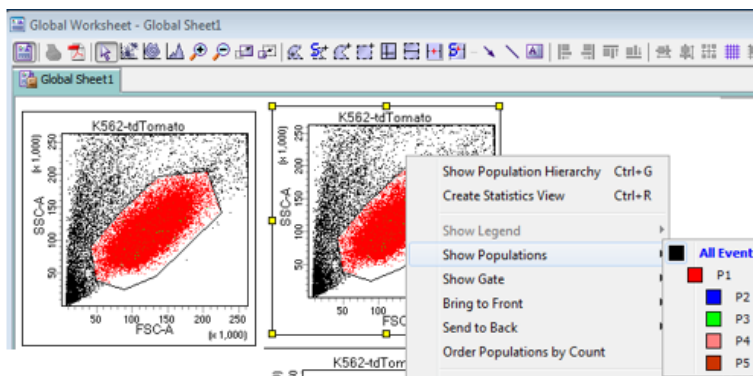 Global Worksheet - Global Sheet1
Global Sheet1
K562-tdTomato
SSC-A
(x 1,000)
50 100 150 200 250
50 100 150 200 250
FSC-A
(x 1,000)
K562-tdTomato
SSC-A
(x 1,000)
50 100 150 200 250
50 100
FSC
Show Population Hierarchy Ctrl+G
Create Statistics View Ctrl+R
Show Legend
Show Populations
Show Gate
Bring to Front
Send to Back
Order Populations by Count
All Event
P1
P2
P3
P4
P5
K562-tdTom